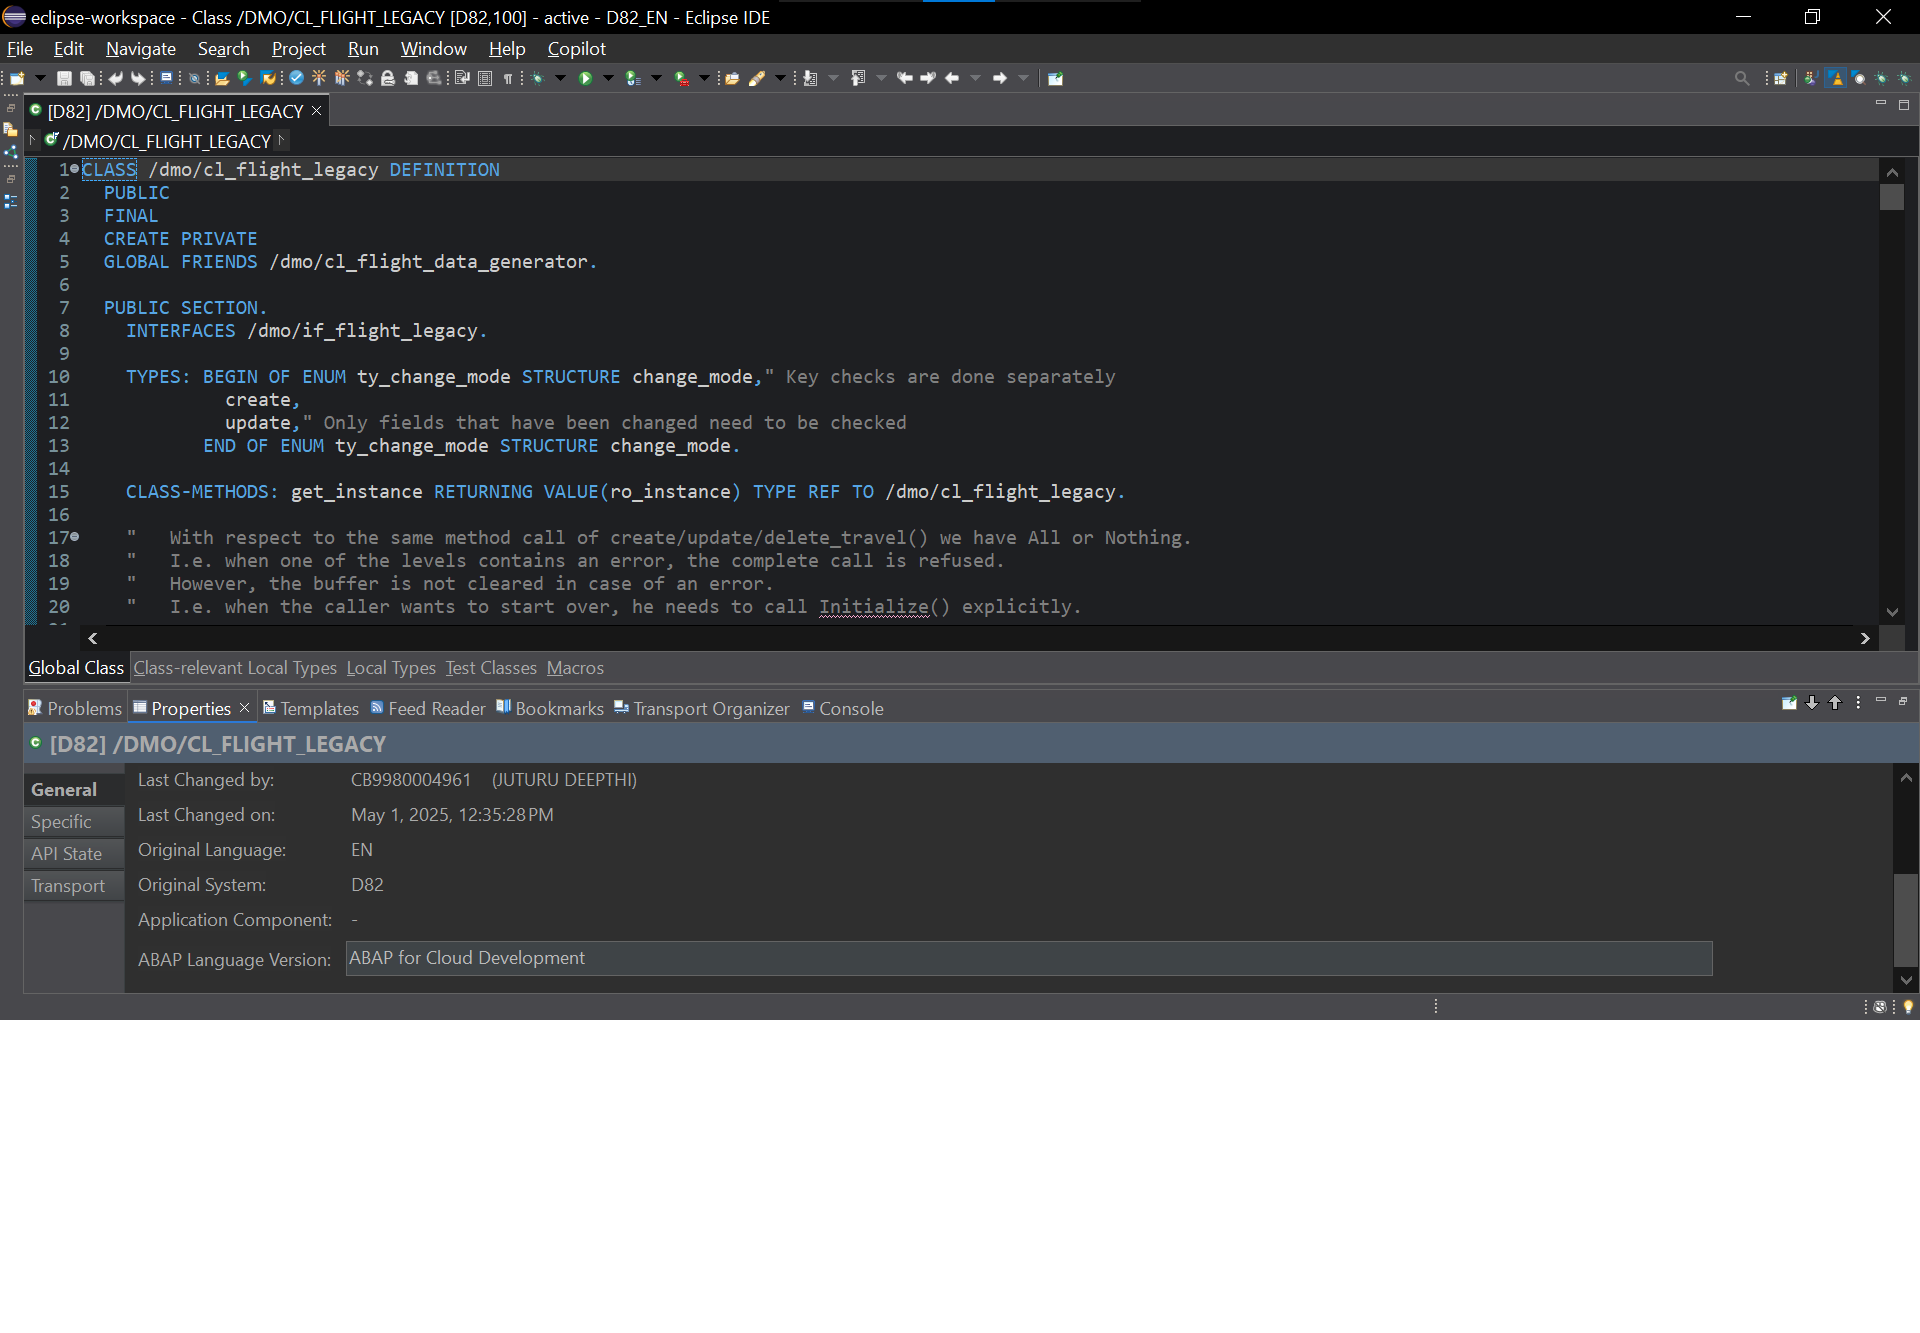 eclipse-workspace - Class /DMO/CL_FLIGHT_LEGACY [D82,100] - active - D82_EN - Eclipse IDE
File Edit Navigate Search Project Run Window Help Copilot
[D82] /DMO/CL_FLIGHT_LEGACY
/DMO/CL_FLIGHT_LEGACY
1 CLASS /dmo/cl_flight_legacy DEFINITION
2 PUBLIC
3 FINAL
4 CREATE PRIVATE
5 GLOBAL FRIENDS /dmo/cl_flight_data_generator.
6
7 PUBLIC SECTION.
8 INTERFACES /dmo/if_flight_legacy.
9
10 TYPES: BEGIN OF ENUM ty_change_mode STRUCTURE change_mode," Key checks are done separately
11 create,
12 update," Only fields that have been changed need to be checked
13 END OF ENUM ty_change_mode STRUCTURE change_mode.
14
15 CLASS-METHODS: get_instance RETURNING VALUE(ro_instance) TYPE REF TO /dmo/cl_flight_legacy.
16
17 " With respect to the same method call of create/update/delete_travel() we have All or Nothing.
18 " I.e. when one of the levels contains an error, the complete call is refused.
19 " However, the buffer is not cleared in case of an error.
20 " I.e. when the caller wants to start over, he needs to call Initialize() explicitly.
Global Class Class-relevant Local Types Local Types Test Classes Macros
Problems Properties Templates Feed Reader Bookmarks Transport Organizer Console
[D82] /DMO/CL_FLIGHT_LEGACY
General
Specific
API State
Transport
Last Changed by: CB9980004961 (JUTURU DEEPTHI)
Last Changed on: May 1, 2025, 12:35:28 PM
Original Language: EN
Original System: D82
Application Component: -
ABAP Language Version: ABAP for Cloud Development